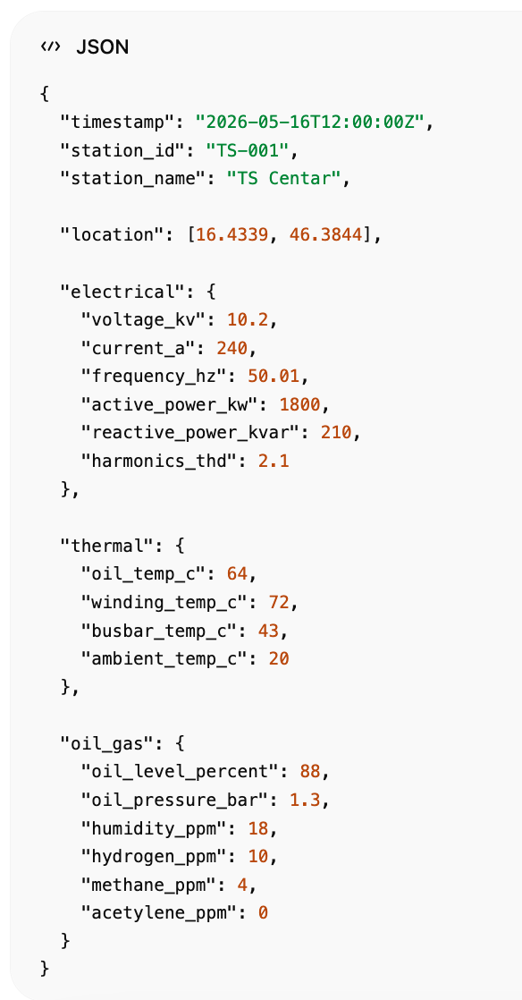 JSON
{
"timestamp": "2026-05-16T12:00:00Z",
"station_id": "TS-001",
"station_name": "TS Centar",
"location": [16.4339, 46.3844],
"electrical": {
"voltage_kv": 10.2,
"current_a": 240,
"frequency_hz": 50.01,
"active_power_kw": 1800,
"reactive_power_kvar": 210,
"harmonics_thd": 2.1
},
"thermal": {
"oil_temp_c": 64,
"winding_temp_c": 72,
"busbar_temp_c": 43,
"ambient_temp_c": 20
},
"oil_gas": {
"oil_level_percent": 88,
"oil_pressure_bar": 1.3,
"humidity_ppm": 18,
"hydrogen_ppm": 10,
"methane_ppm": 4,
"acetylene_ppm": 0
}
}